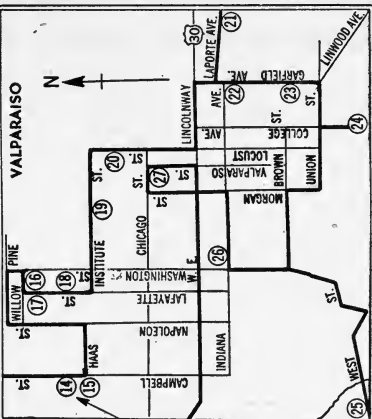 VALPARAISO
N
30
LAPORTE AVE.
21
LINWOOD AVE.
GARFIELD AVE.
LINCOLNWAY
W. E.
22
23
COLLEGE AVE.
24
LOCUST ST.
VALPARAISO ST.
MORGAN ST.
BROWN ST.
UNION ST.
20
27
19
INSTITUTE ST.
CHICAGO ST.
PINE
WILLOW
16
17
18
WASHINGTON ST.
LAFAYETTE ST.
NAPOLEON ST.
HAAS
CAMPBELL ST.
14
15
INDIANA AVE.
26
WEST ST.
25